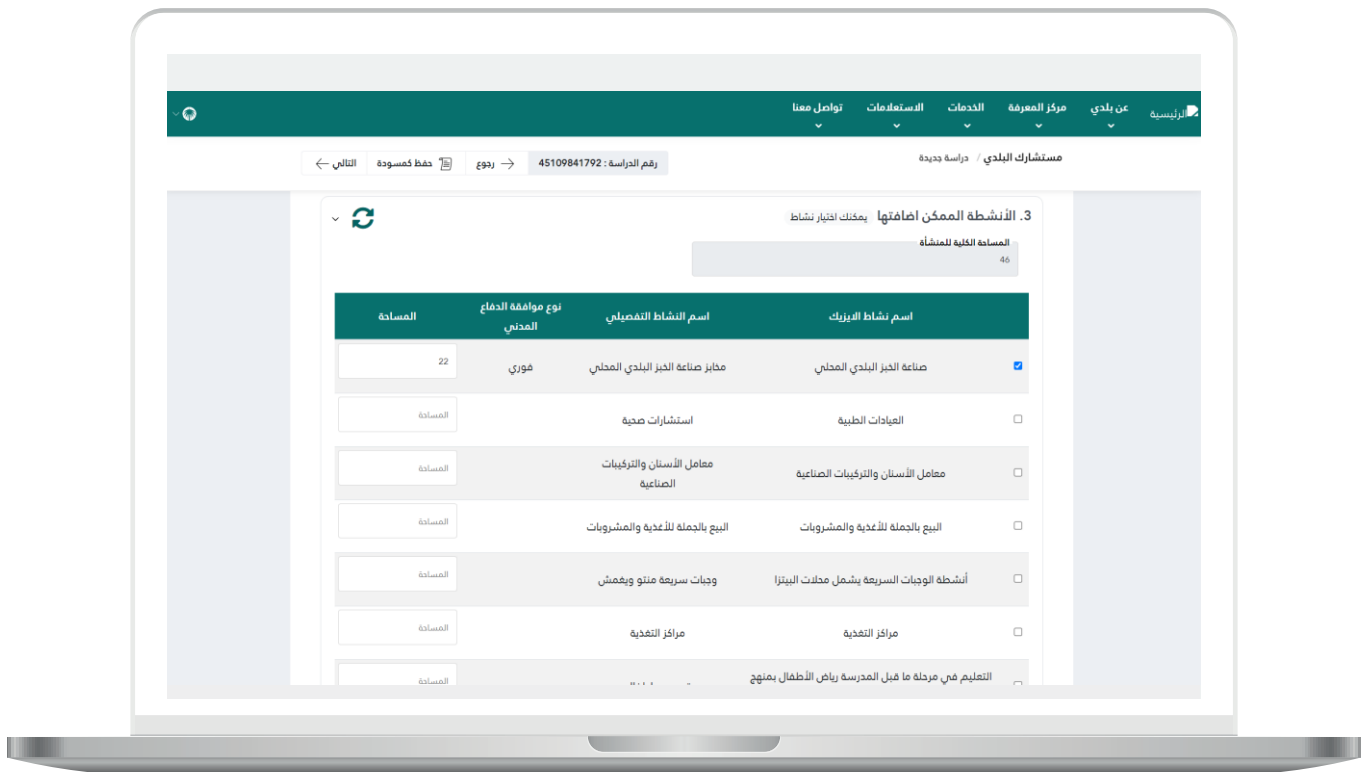 الرئيسية
عن بلدي
مركز المعرفة
الخدمات
الاستعلامات
تواصل معنا
مستشارك البلدي / دراسة جديدة
رقم الدراسة : 45109841792
رجوع
حفظ كمسودة
التالي
3. الأنشطة الممكن اضافتها يمكنك اختيار نشاط
المساحة الكلية للمنشأة
46
اسم نشاط الايزيك
اسم النشاط التفصيلي
نوع موافقة الدفاع
المدني
المساحة
صناعة الخبز البلدي المحلي
مخابز صناعة الخبز البلدي المحلي
فوري
22
العيادات الطبية
استشارات صحية
المساحة
معامل الأسنان والتركيبات الصناعية
معامل الأسنان والتركيبات
الصناعية
المساحة
البيع بالجملة للأغذية والمشروبات
البيع بالجملة للأغذية والمشروبات
المساحة
أنشطة الوجبات السريعة يشمل محلات البيتزا
وجبات سريعة منتو ويغمش
المساحة
مراكز التغذية
مراكز التغذية
المساحة
التعليم في مرحلة ما قبل المدرسة رياض الأطفال بمنهج
المساحة